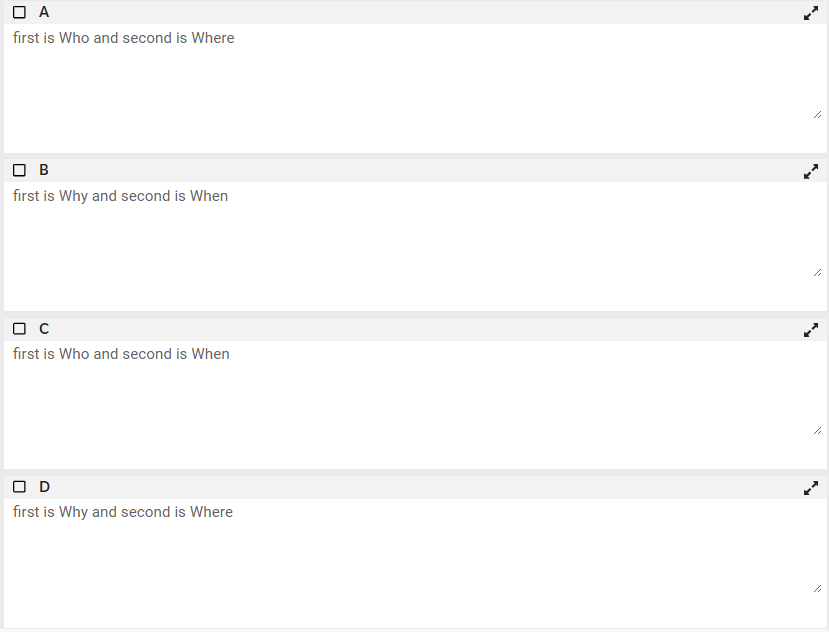 A
first is Who and second is Where
B
first is Why and second is When
C
first is Who and second is When
D
first is Why and second is Where